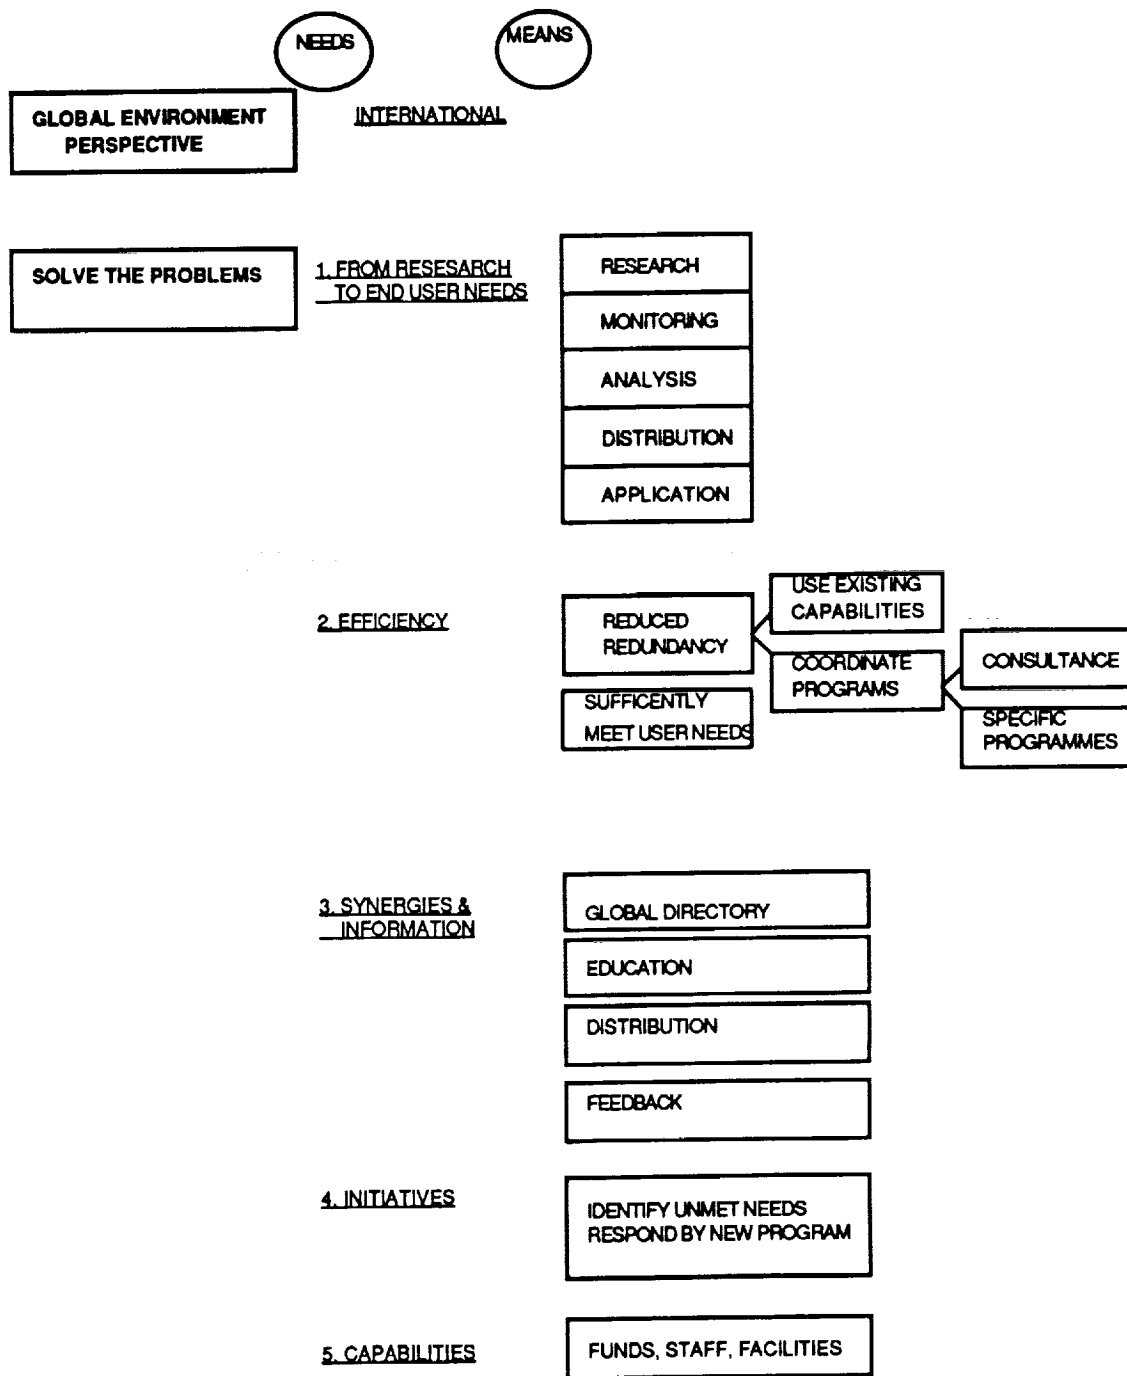 NEEDS
MEANS
GLOBAL ENVIRONMENT
PERSPECTIVE
INTERNATIONAL
SOLVE THE PROBLEMS
1. FROM RESESARCH
TO END USER NEEDS
RESEARCH
MONITORING
ANALYSIS
DISTRIBUTION
APPLICATION
2. EFFICIENCY
REDUCED
REDUNDANCY
USE EXISTING
CAPABILITIES
COORDINATE
PROGRAMS
CONSULTANCE
SPECIFIC
PROGRAMMES
SUFFICENTLY
MEET USER NEEDS
3. SYNERGIES &
INFORMATION
GLOBAL DIRECTORY
EDUCATION
DISTRIBUTION
FEEDBACK
4. INITIATIVES
IDENTIFY UNMET NEEDS
RESPOND BY NEW PROGRAM
5. CAPABILITIES
FUNDS, STAFF, FACILITIES